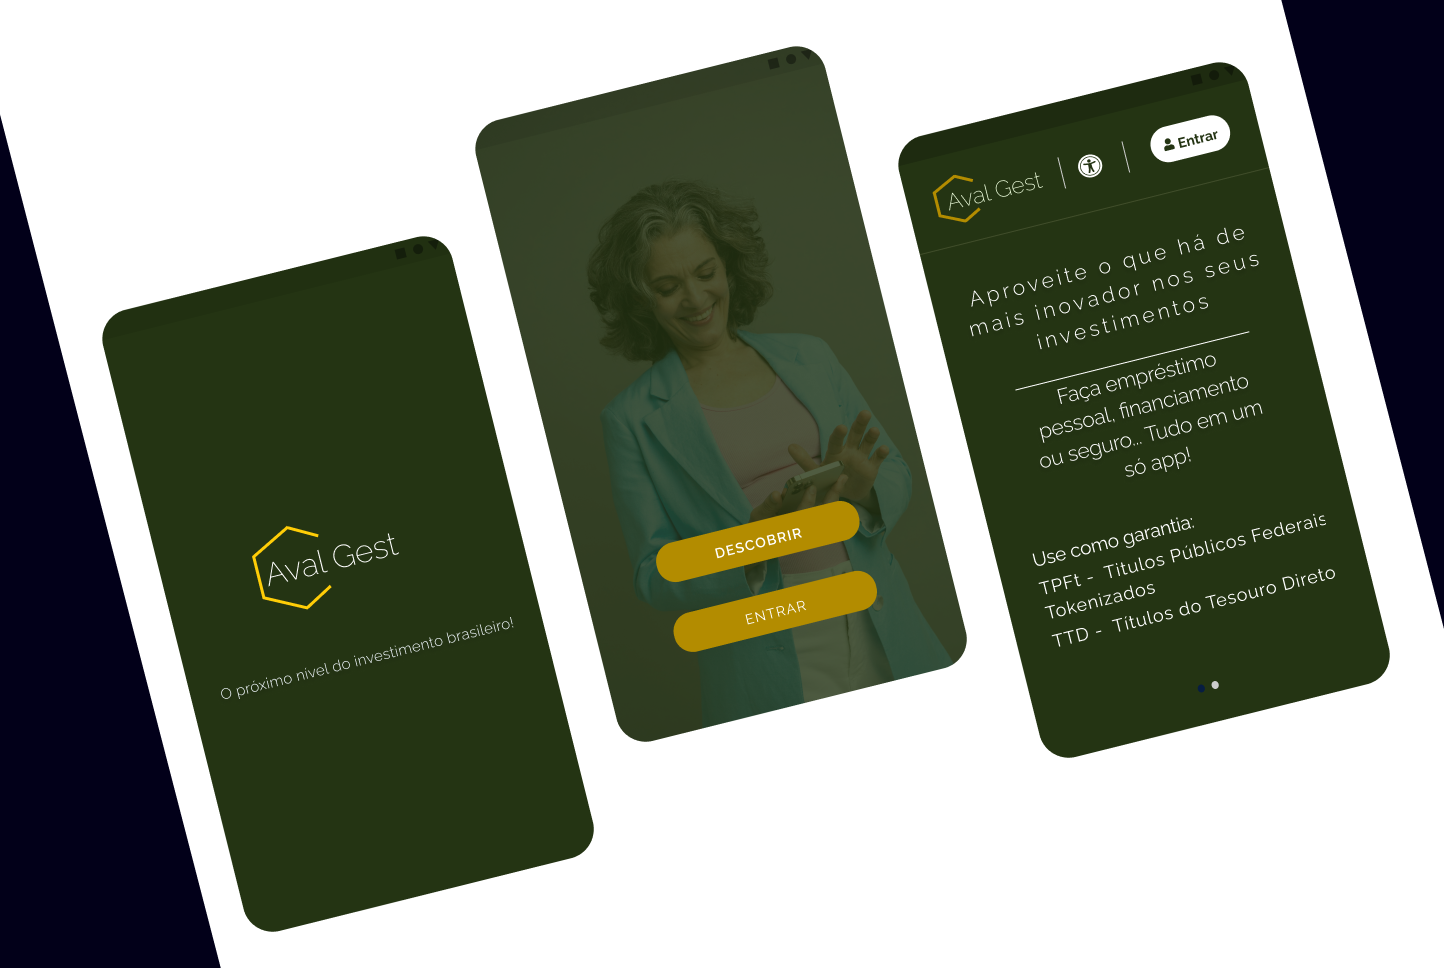 Aval Gest
O próximo nivel do investimento brasileiro!
DESCOBRIR
ENTRAR
Aval Gest
Entrar
Aproveite o que há de
mais inovador nos seus
investimentos
Faça empréstimo
pessoal, financiamento
ou seguro... Tudo em um
só app!
Use como garantia:
TPFt - Titulos Públicos Federais
Tokenizados
TTD - Títulos do Tesouro Direto